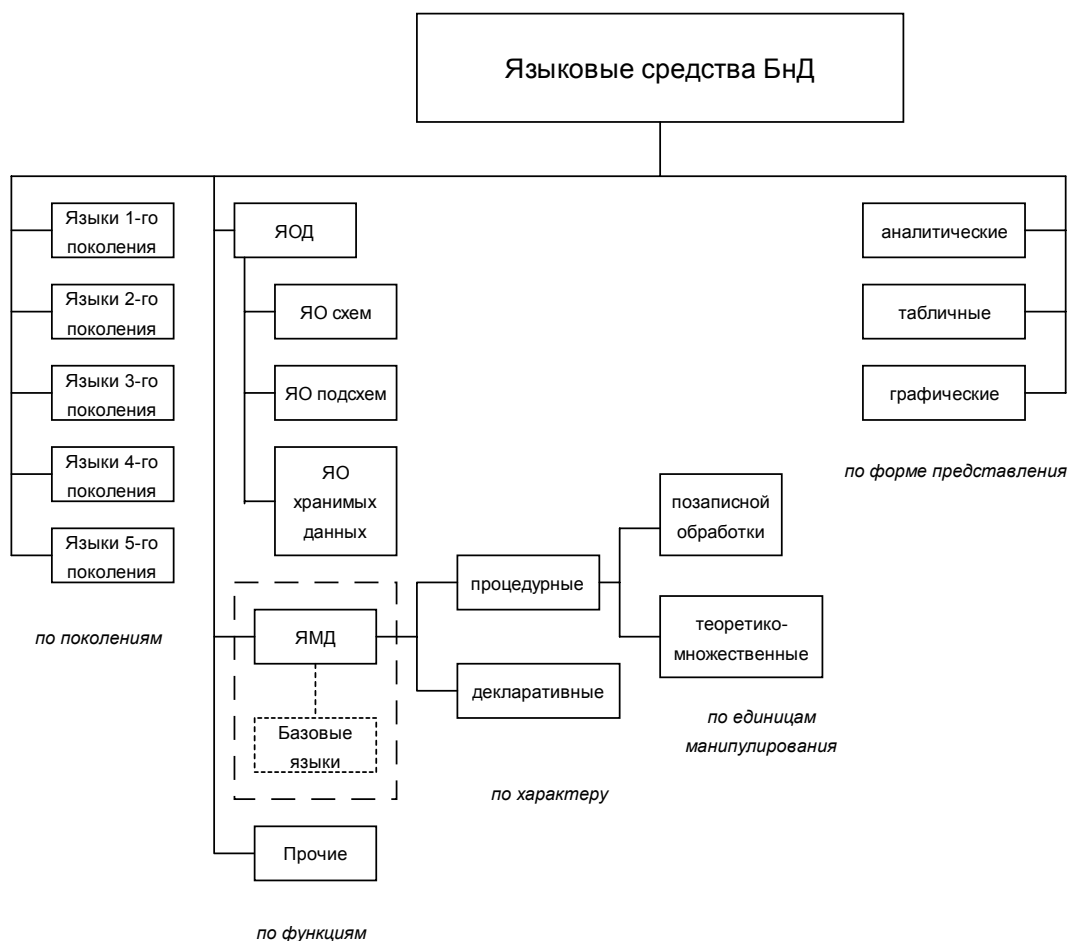 Языковые средства БнД
Языки 1-го
поколения
Языки 2-го
поколения
Языки 3-го
поколения
Языки 4-го
поколения
Языки 5-го
поколения
по поколениям
ЯОД
ЯО схем
ЯО подсхем
ЯО
хранимых
данных
ЯМД
Базовые
языки
Прочие
по функциям
процедурные
декларативные
по характеру
позаписной
обработки
теоретико-
множественные
по единицам
манипулирования
аналитические
табличные
графические
по форме представления